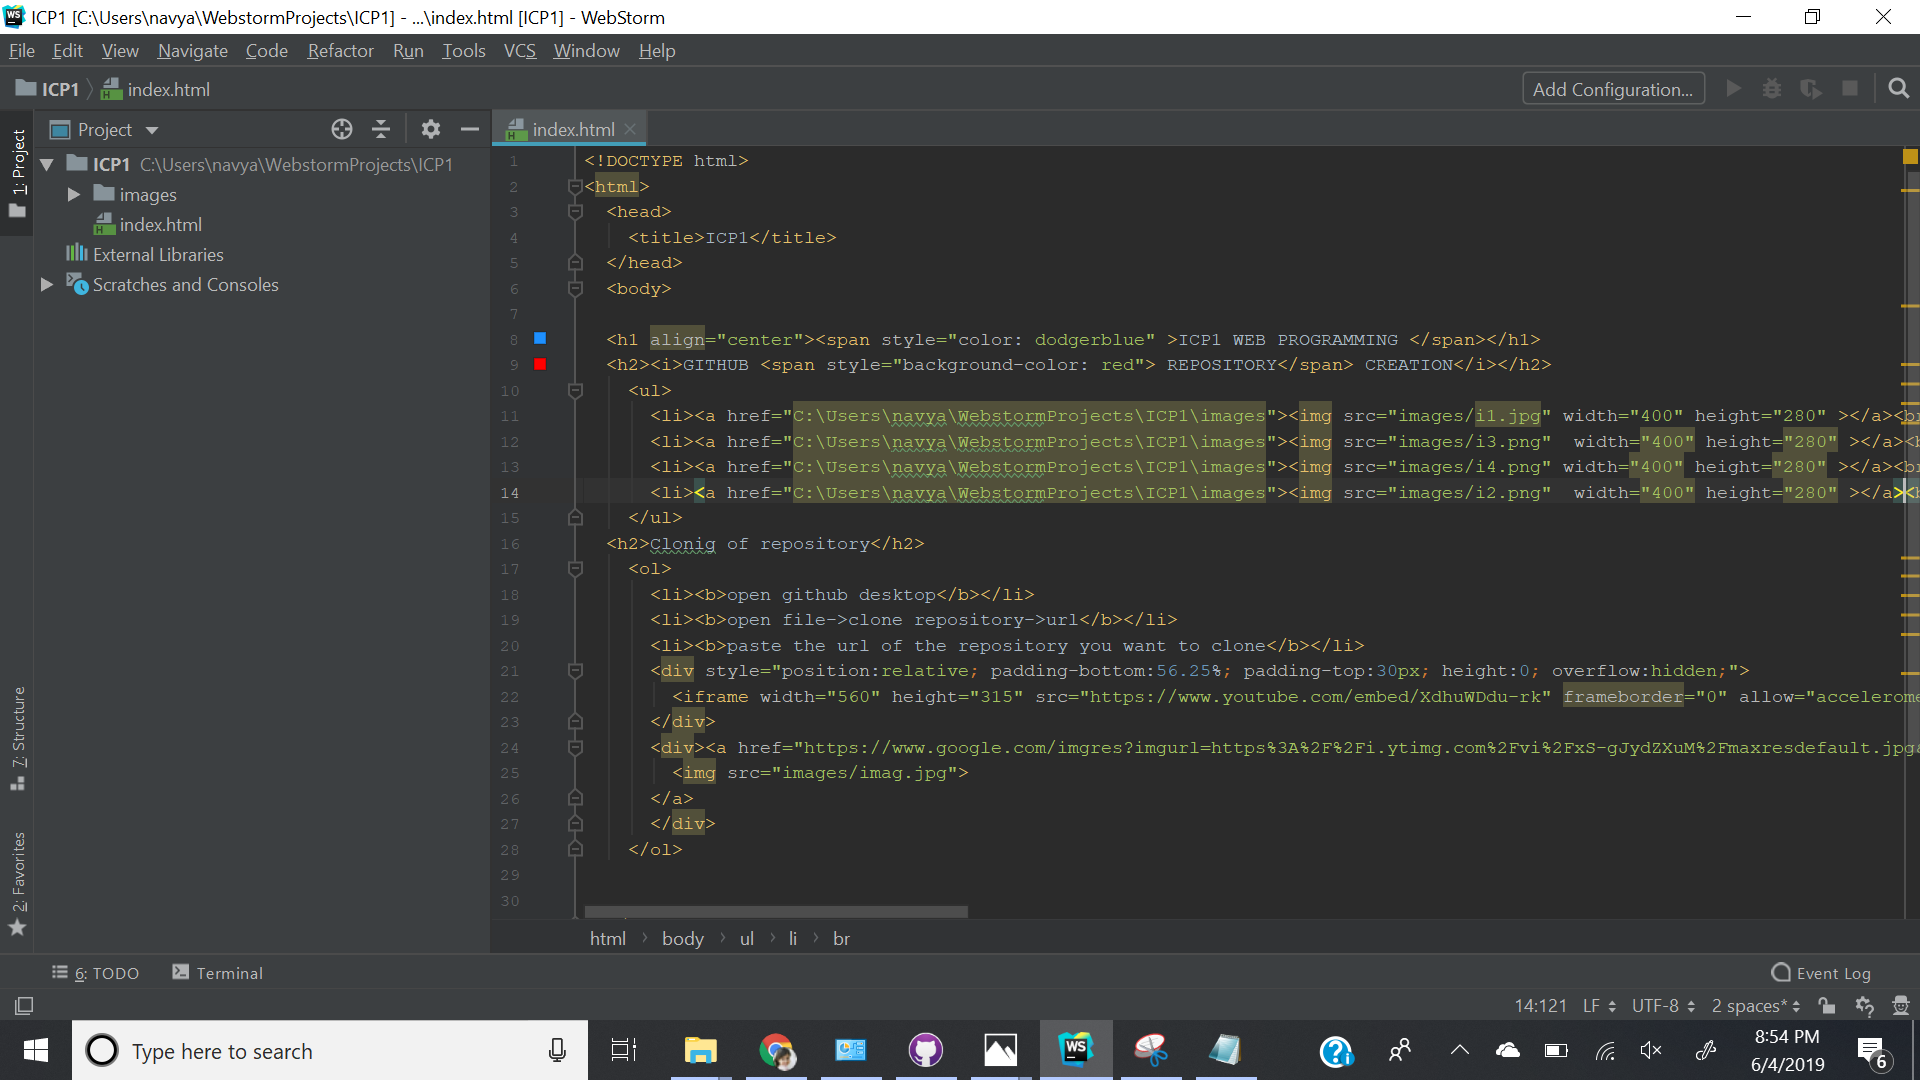 ICP1 [C:\Users\navya\WebstormProjects\ICP1] - ...\index.html [ICP1] - WebStorm
File Edit View Navigate Code Refactor Run Tools VCS Window Help
ICP1 index.html Add Configuration...
1: Project
Project
ICP1 C:\Users\navya\WebstormProjects\ICP1
images
index.html
External Libraries
Scratches and Consoles
7: Structure
2: Favorites
index.html
1 <!DOCTYPE html>
2 <html>
3 <head>
4 <title>ICP1</title>
5 </head>
6 <body>
7
8 <h1 align="center"><span style="color: dodgerblue" >ICP1 WEB PROGRAMMING </span></h1>
9 <h2><i>GITHUB <span style="background-color: red"> REPOSITORY</span> CREATION</i></h2>
10 <ul>
11 <li><a href="C:\Users\navya\WebstormProjects\ICP1\images"><img src="images/i1.jpg" width="400" height="280" ></a><br
12 <li><a href="C:\Users\navya\WebstormProjects\ICP1\images"><img src="images/i3.png"  width="400" height="280" ></a><b
13 <li><a href="C:\Users\navya\WebstormProjects\ICP1\images"><img src="images/i4.png" width="400" height="280" ></a><br
14 <li><a href="C:\Users\navya\WebstormProjects\ICP1\images"><img src="images/i2.png"  width="400" height="280" ></a><b
15 </ul>
16 <h2>Clonig of repository</h2>
17 <ol>
18 <li><b>open github desktop</b></li>
19 <li><b>open file->clone repository->url</b></li>
20 <li><b>paste the url of the repository you want to clone</b></li>
21 <div style="position:relative; padding-bottom:56.25%; padding-top:30px; height:0; overflow:hidden;">
22 <iframe width="560" height="315" src="https://www.youtube.com/embed/XdhuWDdu-rk" frameborder="0" allow="accelerome
23 </div>
24 <div><a href="https://www.google.com/imgres?imgurl=https%3A%2F%2Fi.ytimg.com%2Fvi%2FxS-gJydZXuM%2Fmaxresdefault.jpg&
25 <img src="images/imag.jpg">
26 </a>
27 </div>
28 </ol>
29
30
html body ul li br
6: TODO Terminal Event Log
14:121 LF UTF-8 2 spaces*
Type here to search
WS
8:54 PM
6/4/2019
6